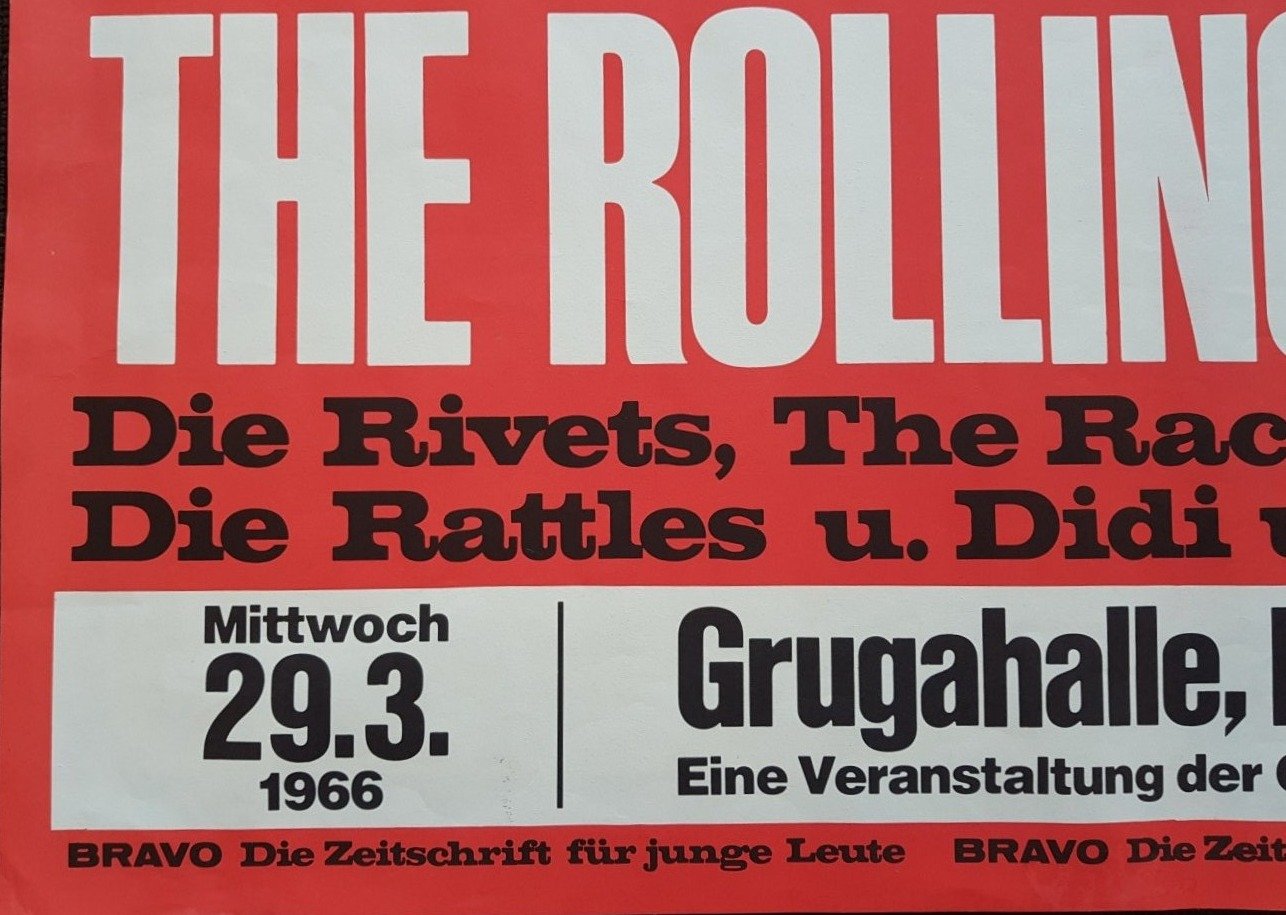 THE ROLLIN
Die Rivets, The Rac
Die Rattles u. Didi u
Mittwoch
29.3.
1966
Grugahalle,
Eine Veranstaltung der
BRAVO Die Zeitschrift für junge Leute BRAVO Die Zeit